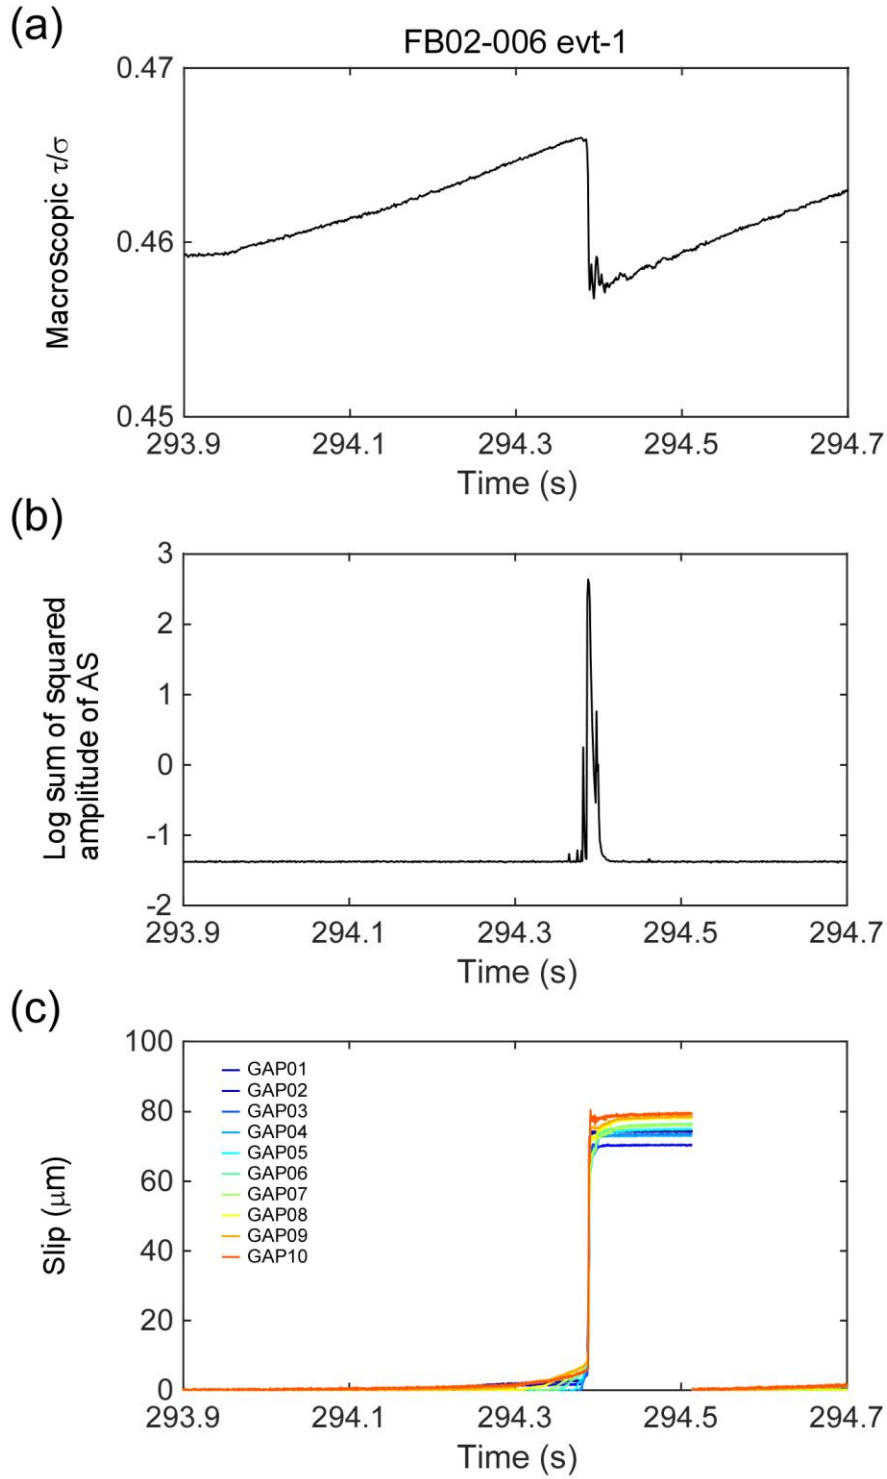 (a)
FB02-006 evt-1
0.47
0.46
0.45
Macroscopic τ/σ
293.9 294.1 294.3 294.5 294.7
Time (s)
(b)
3
2
1
0
-1
-2
Log sum of squared
amplitude of AS
293.9 294.1 294.3 294.5 294.7
Time (s)
(c)
100
80
60
40
20
0
Slip (μm)
GAP01
GAP02
GAP03
GAP04
GAP05
GAP06
GAP07
GAP08
GAP09
GAP10
293.9 294.1 294.3 294.5 294.7
Time (s)